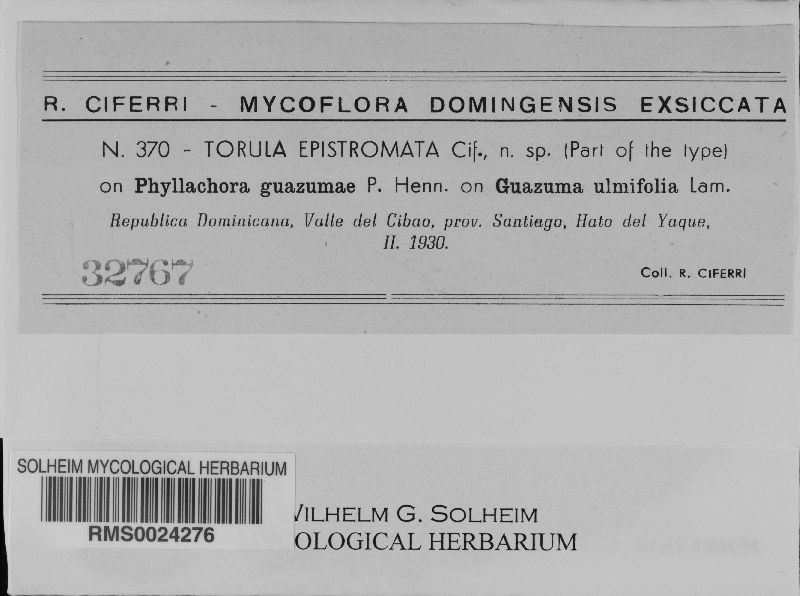 R. CIFERRI - MYCOFLORA DOMINGENSIS EXSICCATA
N. 370 - TORULA EPISTROMATA Cif., n. sp. (Part of the type)
on Phyllachora guazumae P. Henn. on Guazuma ulmifolia Lam.
Republica Dominicana, Valle del Cibao, prov. Santiago, Hato del Yaque,
II. 1930.
32767
Coll. R. CIFERRI
SOLHEIM MYCOLOGICAL HERBARIUM
RMS0024276
WILHELM G. SOLHEIM
OLOGICAL HERBARIUM